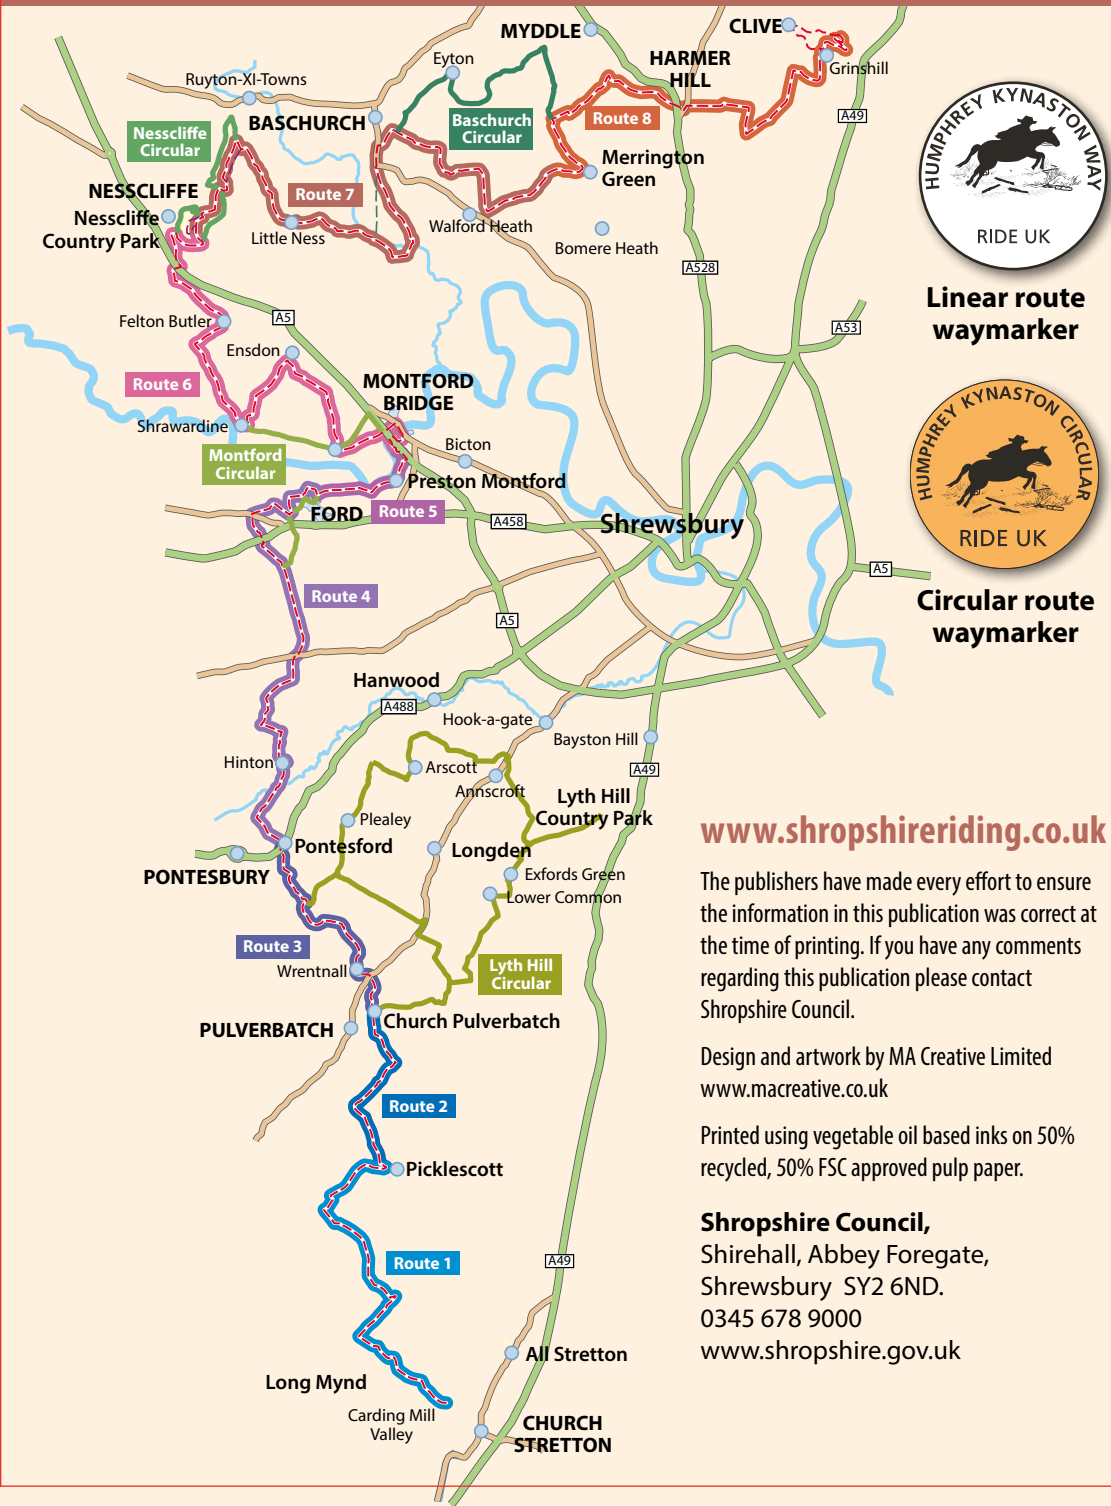 MYDDLE
CLIVE
Eyton
HARMER
HILL
Grinshill
Ruyton-XI-Towns
BASCHURCH
A49
Nesscliffe
Circular
Baschurch
Circular
Route 8
Merrington
Green
NESSCLIFFE
Nesscliffe
Country Park
Route 7
Little Ness
Walford Heath
Bomere Heath
A528
Felton Butler
A5
A53
Ensdon
Route 6
MONTFORD
BRIDGE
Shrawardine
Montford
Circular
Bicton
Preston Montford
FORD
Route 5
A458
Shrewsbury
A5
Route 4
A5
Hanwood
A488
Hook-a-gate
Bayston Hill
Hinton
A49
Arscott
Annscroft
Lyth Hill
Country Park
Plealey
Pontesford
Longden
PONTESBURY
Exfords Green
Lower Common
Route 3
Wrentnall
Lyth Hill
Circular
PULVERBATCH
Church Pulverbatch
Route 2
Picklescott
Route 1
A49
All Stretton
Long Mynd
Carding Mill
Valley
CHURCH
STRETTON
HUMPHREY KYNASTON WAY
RIDE UK
Linear route
waymarker
HUMPHREY KYNASTON CIRCULAR
RIDE UK
Circular route
waymarker
www.shropshireriding.co.uk
The publishers have made every effort to ensure
the information in this publication was correct at
the time of printing. If you have any comments
regarding this publication please contact
Shropshire Council.
Design and artwork by MA Creative Limited
www.macreative.co.uk
Printed using vegetable oil based inks on 50%
recycled, 50% FSC approved pulp paper.
Shropshire Council,
Shirehall, Abbey Foregate,
Shrewsbury  SY2 6ND.
0345 678 9000
www.shropshire.gov.uk